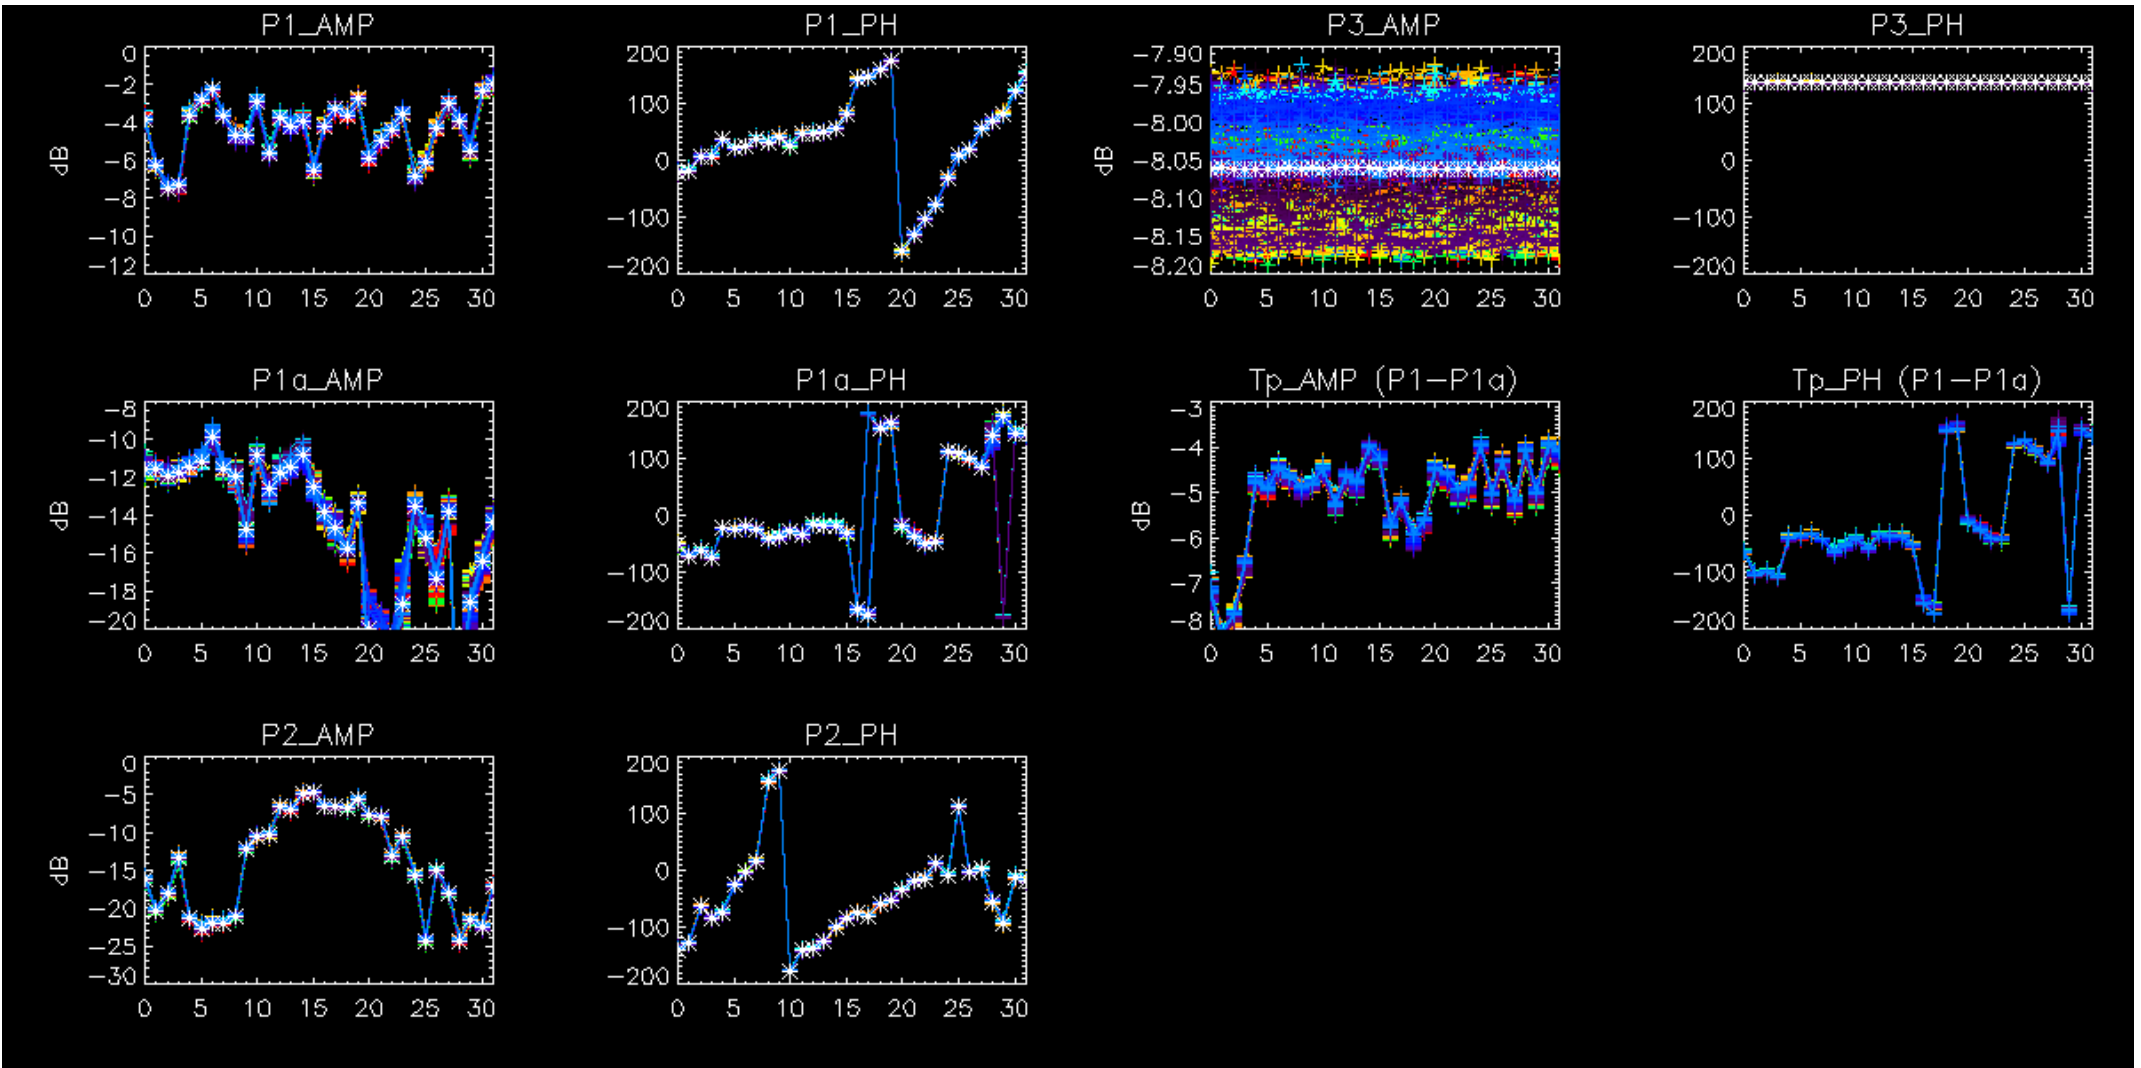 P1_AMP
P1_PH
P3_AMP
P3_PH
dB
0
−2
−4
−6
−8
−10
−12
0 5 10 15 20 25 30
200
100
0
−100
−200
0 5 10 15 20 25 30
dB
−7.90
−7.95
−8.00
−8.05
−8.10
−8.15
−8.20
0 5 10 15 20 25 30
200
100
0
−100
−200
0 5 10 15 20 25 30
P1a_AMP
P1a_PH
Tp_AMP (P1−P1a)
Tp_PH (P1−P1a)
dB
−8
−10
−12
−14
−16
−18
−20
0 5 10 15 20 25 30
200
100
0
−100
−200
0 5 10 15 20 25 30
dB
−3
−4
−5
−6
−7
−8
0 5 10 15 20 25 30
200
100
0
−100
−200
0 5 10 15 20 25 30
P2_AMP
P2_PH
dB
0
−5
−10
−15
−20
−25
−30
0 5 10 15 20 25 30
200
100
0
−100
−200
0 5 10 15 20 25 30